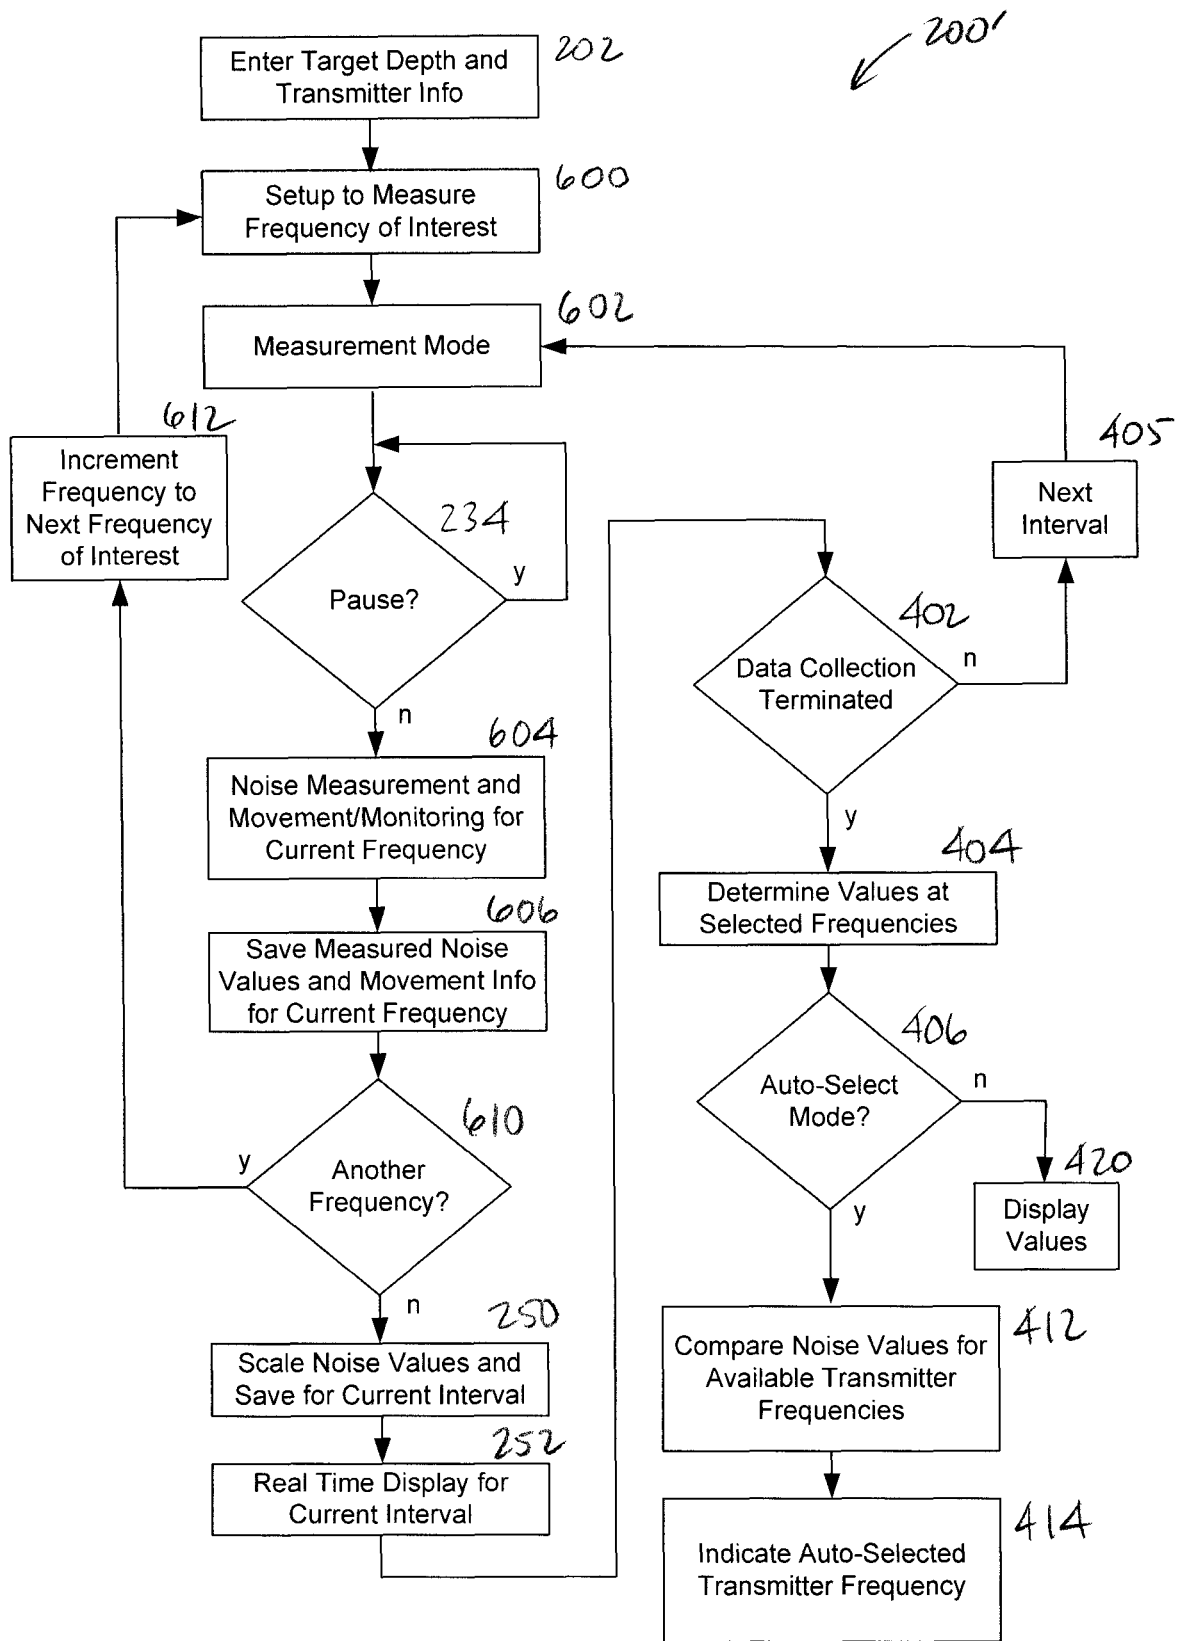 200'
Enter Target Depth and
Transmitter Info
202
Setup to Measure
Frequency of Interest
600
Measurement Mode
602
Increment
Frequency to
Next Frequency
of Interest
612
Pause?
234
y
n
Noise Measurement and
Movement/Monitoring for
Current Frequency
604
Save Measured Noise
Values and Movement Info
for Current Frequency
606
Another
Frequency?
610
y
n
Scale Noise Values and
Save for Current Interval
250
Real Time Display for
Current Interval
252
Data Collection
Terminated
402
n
y
Next
Interval
405
Determine Values at
Selected Frequencies
404
Auto-Select
Mode?
406
n
y
Display
Values
420
Compare Noise Values for
Available Transmitter
Frequencies
412
Indicate Auto-Selected
Transmitter Frequency
414